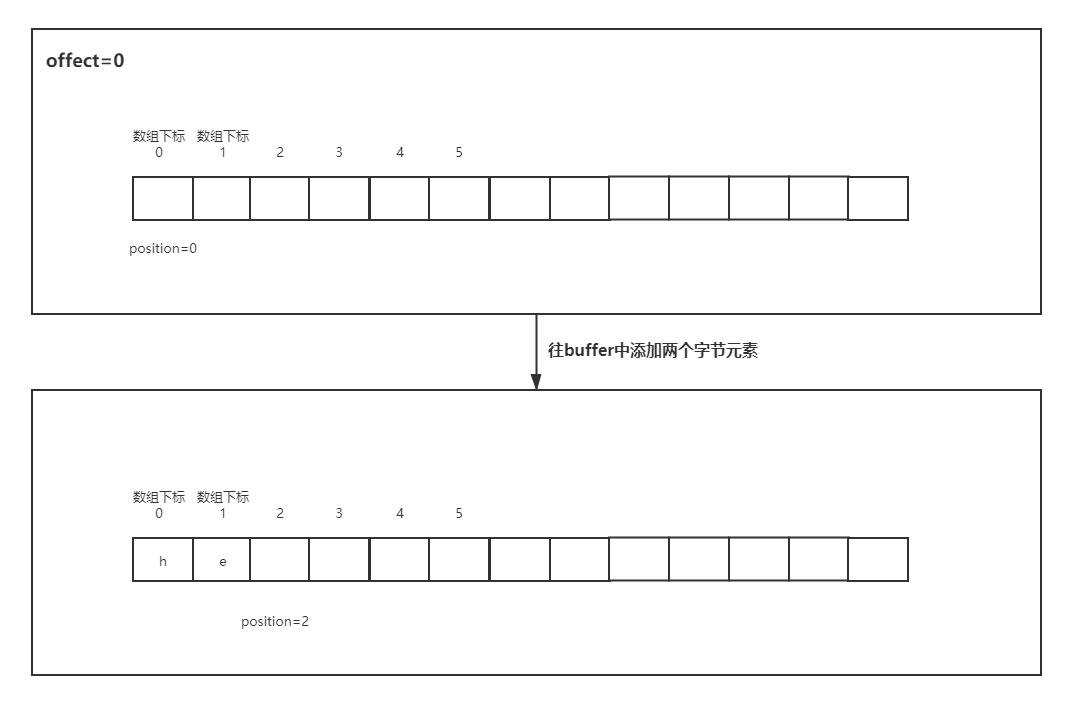 offect=0
数组下标 数组下标
0 1 2 3 4 5
position=0
往buffer中添加两个字节元素
数组下标 数组下标
0 1 2 3 4 5
h e
position=2